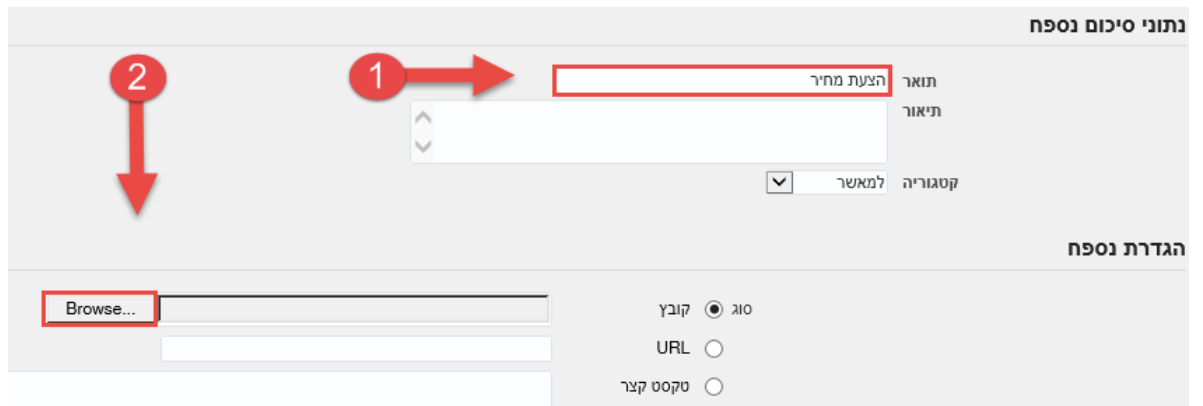 נתוני סיכום נספח
2
1
תואר הצעת מחיר
תיאור
קטגוריה למאשר
הגדרת נספח
סוג קובץ Browse...
URL
טקסט קצר